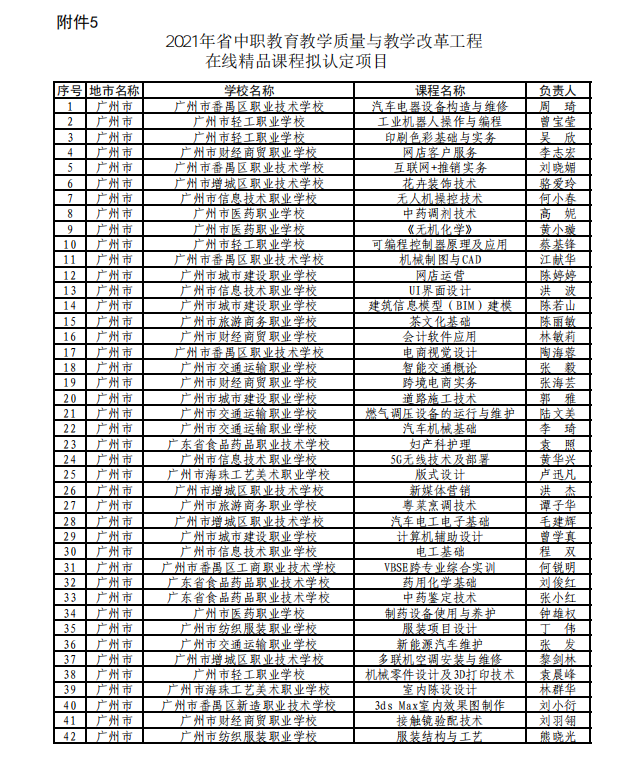 附件5
2021年省中职教育教学质量与教学改革工程
在线精品课程拟认定项目
序号 地市名称 学校名称 课程名称 负责人
1 广州市 广州市番禺区职业技术学校 汽车电器设备构造与维修 周 琦
2 广州市 广州市轻工职业学校 工业机器人操作与编程 曾宝莹
3 广州市 广州市轻工职业学校 印刷色彩基础与实务 吴 欣
4 广州市 广州市财经商贸职业学校 网店客户服务 李志宏
5 广州市 广州市番禺区职业技术学校 互联网+推销实务 刘晓媚
6 广州市 广州市增城区职业技术学校 花卉装饰技术 骆爱玲
7 广州市 广州市信息技术职业学校 无人机操控技术 何小春
8 广州市 广州市医药职业学校 中药调剂技术 高 妮
9 广州市 广州市医药职业学校 《无机化学》 黄小璇
10 广州市 广州市轻工职业学校 可编程控制器原理及应用 蔡基锋
11 广州市 广州市番禺区职业技术学校 机械制图与CAD 江献华
12 广州市 广州市城市建设职业学校 网店运营 陈婷婷
13 广州市 广州市信息技术职业学校 UI界面设计 洪 波
14 广州市 广州市城市建设职业学校 建筑信息模型（BIM）建模 陈若山
15 广州市 广州市旅游商务职业学校 茶文化基础 陈丽敏
16 广州市 广州市财经商贸职业学校 会计软件应用 林敏莉
17 广州市 广州市番禺区职业技术学校 电商视觉设计 陶海蓉
18 广州市 广州市交通运输职业学校 智能交通概论 张 毅
19 广州市 广州市财经商贸职业学校 跨境电商实务 张海芸
20 广州市 广州市城市建设职业学校 道路施工技术 郭 雅
21 广州市 广州市交通运输职业学校 燃气调压设备的运行与维护 陆文美
22 广州市 广州市交通运输职业学校 汽车机械基础 李 琦
23 广州市 广东省食品药品职业技术学校 妇产科护理 袁 照
24 广州市 广州市信息技术职业学校 5G无线技术及部署 黄华兴
25 广州市 广州市海珠工艺美术职业学校 版式设计 卢迅凡
26 广州市 广州市增城区职业技术学校 新媒体营销 洪 杰
27 广州市 广州市旅游商务职业学校 粤菜烹调技术 谭子华
28 广州市 广州市增城区职业技术学校 汽车电工电子基础 毛建辉
29 广州市 广州市城市建设职业学校 计算机辅助设计 曾学真
30 广州市 广州市信息技术职业学校 电工基础 程 双
31 广州市 广州市番禺区工商职业技术学校 VBSE跨专业综合实训 何锐明
32 广州市 广东省食品药品职业技术学校 药用化学基础 刘俊红
33 广州市 广东省食品药品职业技术学校 中药鉴定技术 张小红
34 广州市 广州市医药职业学校 制药设备使用与养护 钟雄权
35 广州市 广州市纺织服装职业学校 服装项目设计 丁 伟
36 广州市 广州市交通运输职业学校 新能源汽车维护 张 发
37 广州市 广州市增城区职业技术学校 多联机空调安装与维修 黎剑林
38 广州市 广州市轻工职业学校 机械零件设计及3D打印技术 袁晨峰
39 广州市 广州市海珠工艺美术职业学校 室内陈设设计 林群华
40 广州市 广州市番禺区新造职业技术学校 3ds Max室内效果图制作 刘小衍
41 广州市 广州市财经商贸职业学校 接触镜验配技术 刘羽翎
42 广州市 广州市纺织服装职业学校 服装结构与工艺 熊晓光